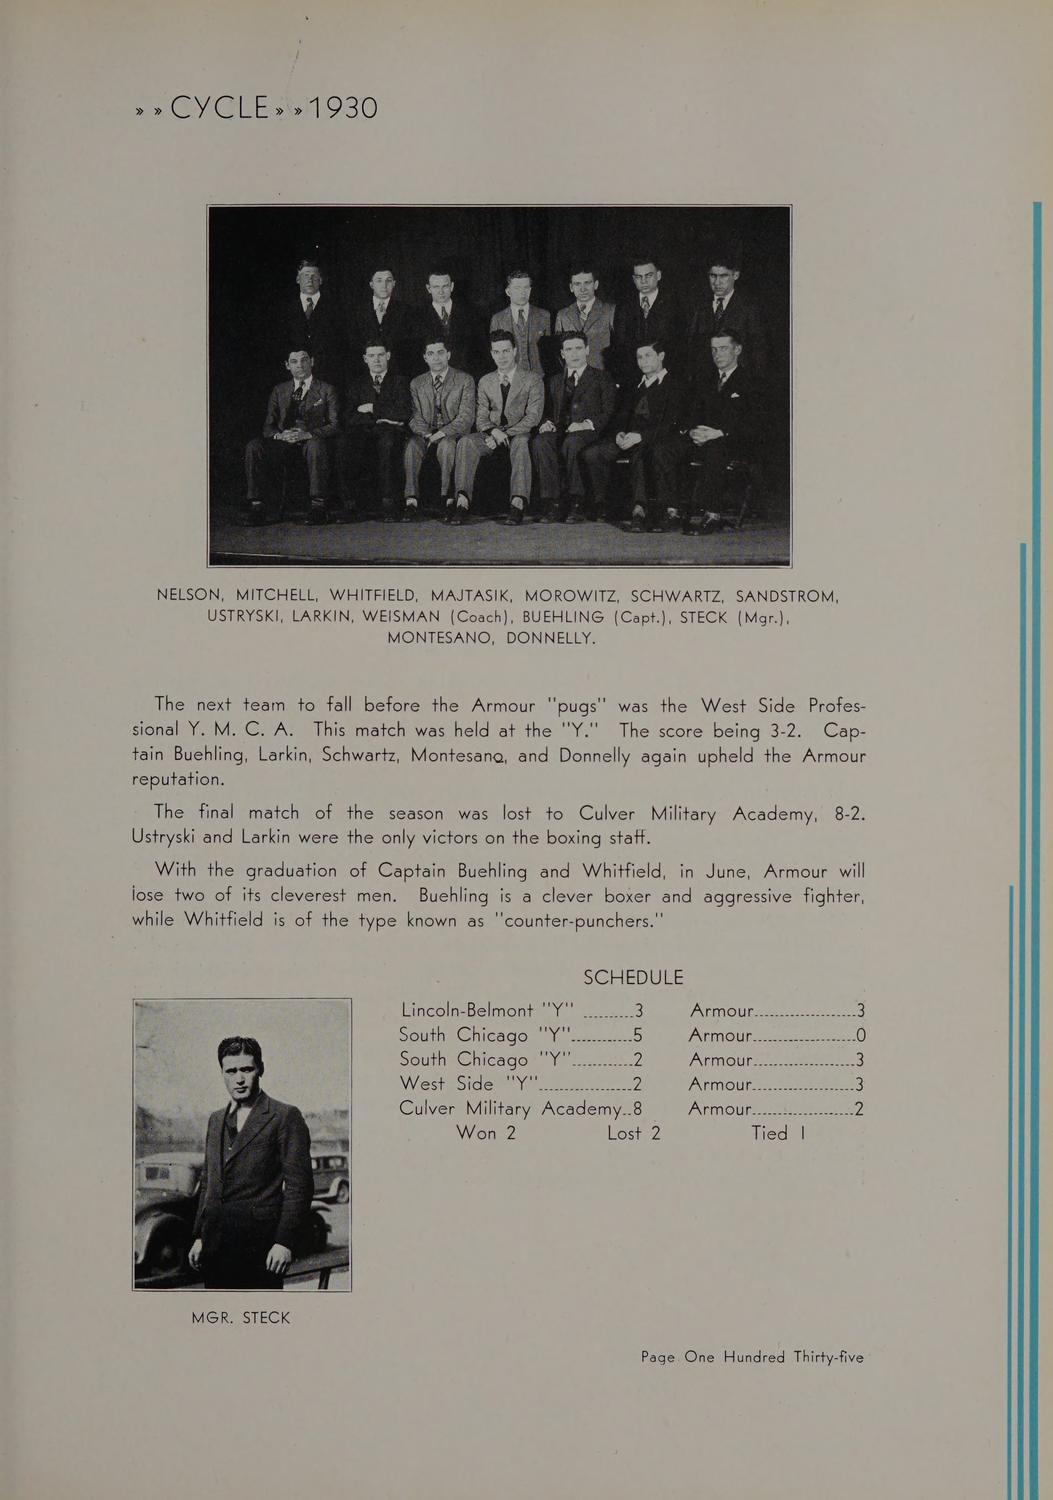 » » CYCLE » » 1930
NELSON, MITCHELL, WHITFIELD, MAJTASIK, MOROWITZ, SCHWARTZ, SANDSTROM,
USTRYSKI, LARKIN, WEISMAN (Coach), BUEHLING (Capt.), STECK (Mgr.),
MONTESANO, DONNELLY.
The next team to fall before the Armour "pugs" was the West Side Profes-
sional Y. M. C. A. This match was held at the "Y." The score being 3-2. Cap-
tain Buehling, Larkin, Schwartz, Montesano, and Donnelly again upheld the Armour
reputation.
The final match of the season was lost to Culver Military Academy, 8-2.
Ustryski and Larkin were the only victors on the boxing staff.
With the graduation of Captain Buehling and Whitfield, in June, Armour will
lose two of its cleverest men. Buehling is a clever boxer and aggressive fighter,
while Whitfield is of the type known as "counter-punchers."
SCHEDULE
Lincoln-Belmont "Y" ----------3 Armour--------------------3
South Chicago "Y"------------5 Armour--------------------0
South Chicago "Y"------------2 Armour--------------------3
West Side "Y"------------------2 Armour--------------------3
Culver Military Academy--8 Armour--------------------2
Won 2 Lost 2 Tied 1
MGR. STECK
Page One Hundred Thirty-five